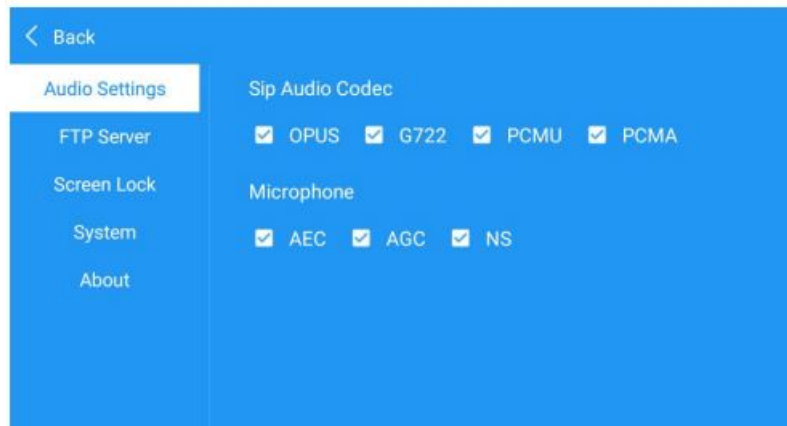 Back
Audio Settings
FTP Server
Screen Lock
System
About
Sip Audio Codec
OPUS G722 PCMU PCMA
Microphone
AEC AGC NS